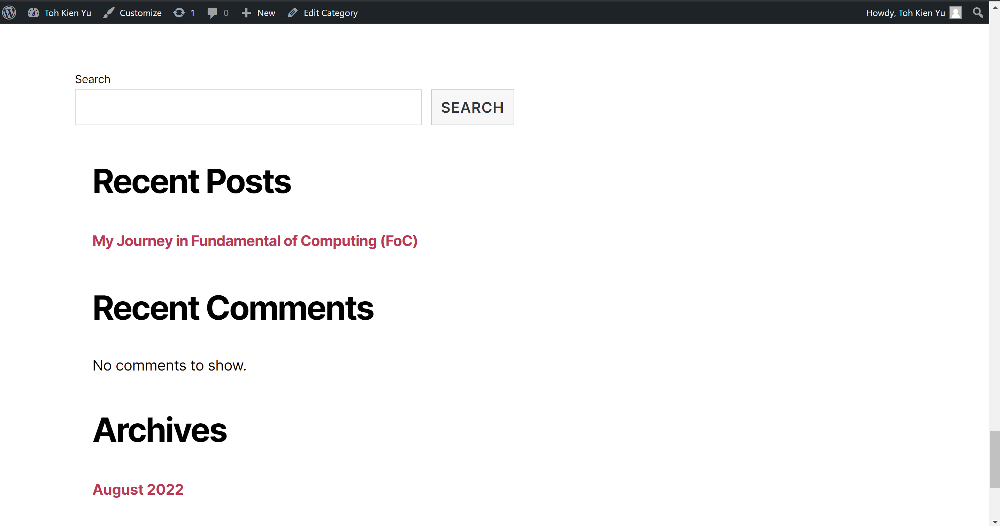 Toh Kien Yu Customize 1 0 New Edit Category Howdy, Toh Kien Yu
Search
SEARCH
Recent Posts
My Journey in Fundamental of Computing (FoC)
Recent Comments
No comments to show.
Archives
August 2022